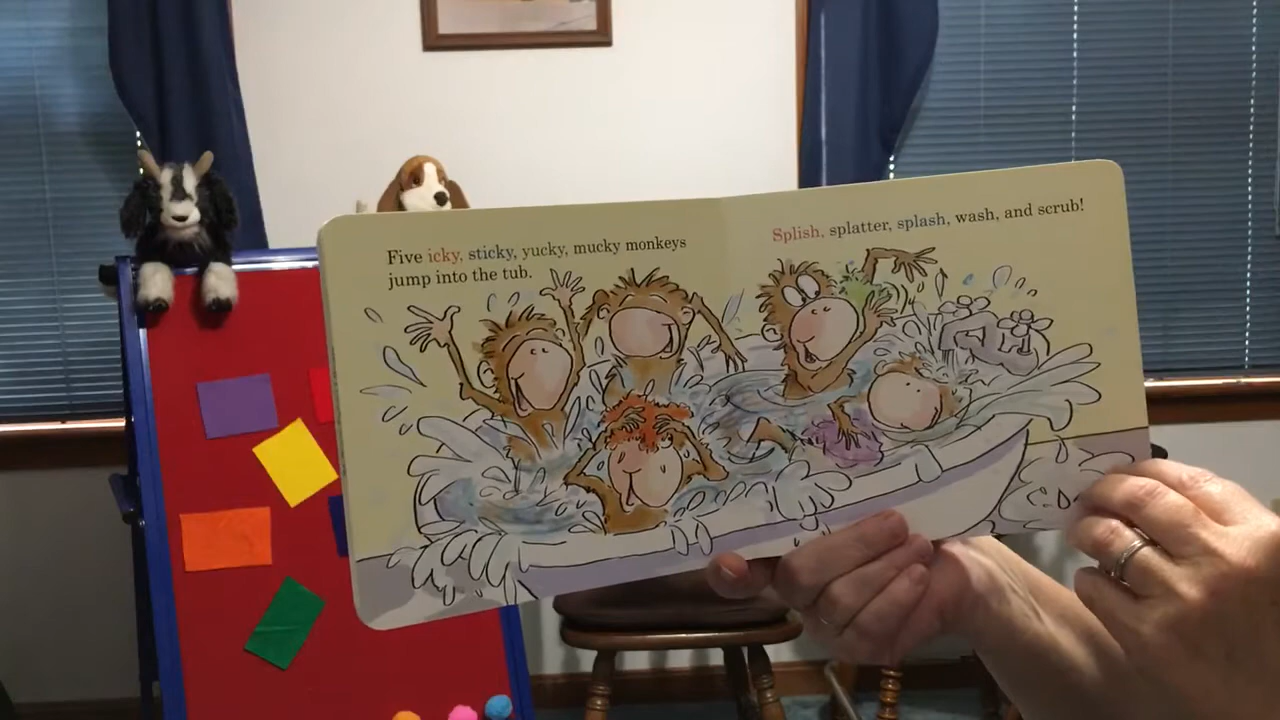 Five icky, sticky, yucky, mucky monkeys
jump into the tub.
Splish, splatter, splash, wash, and scrub!